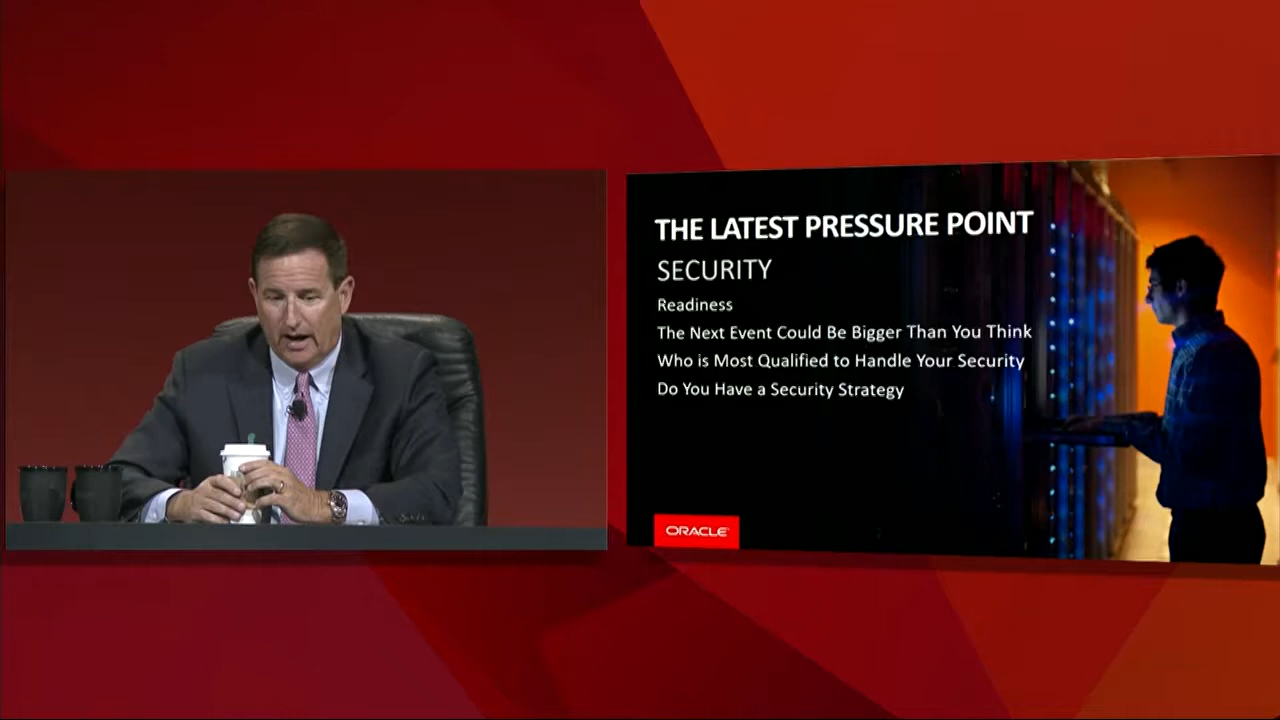 THE LATEST PRESSURE POINT
SECURITY
Readiness
The Next Event Could Be Bigger Than You Think
Who is Most Qualified to Handle Your Security
Do You Have a Security Strategy
ORACLE